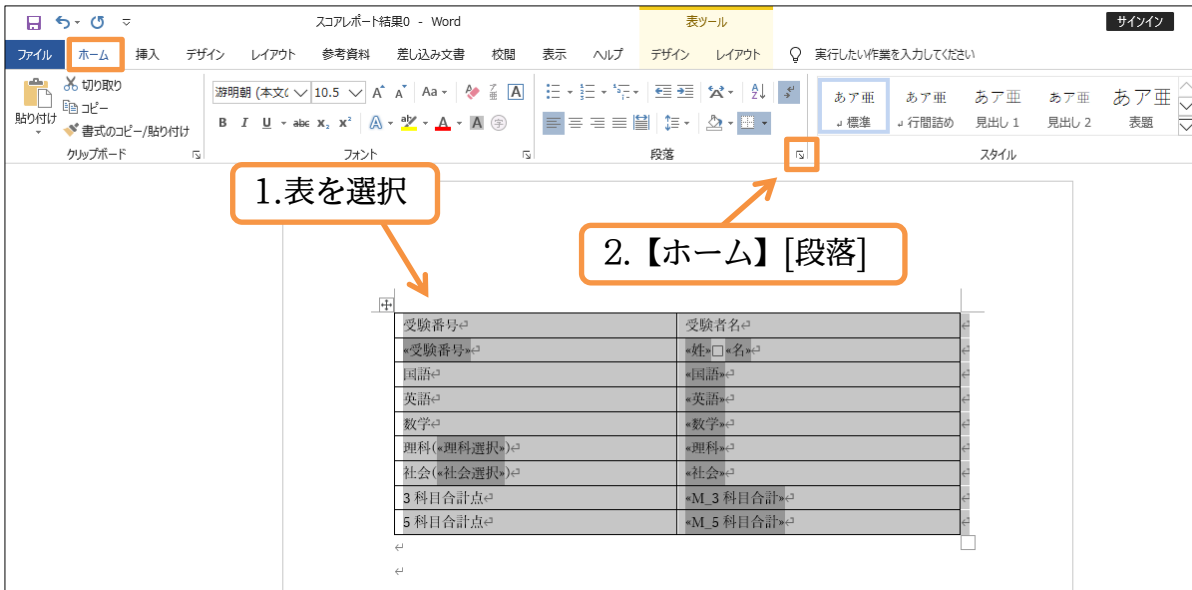 スコアレポート結果0 - Word
表ツール
サインイン
ファイル ホーム 挿入 デザイン レイアウト 参考資料 差し込み文書 校閲 表示 ヘルプ デザイン レイアウト 実行したい作業を入力してください
貼り付け
切り取り
コピー
書式のコピー/貼り付け
クリップボード
游明朝 (本文( 10.5 A A Aa A
B I U abc x₂ x² A aby A A 字
フォント
段落
あア亜 あア亜 あア亜 あア亜 あア亜
標準 行間詰め 見出し 1 見出し 2 表題
スタイル
1.表を選択
2.【ホーム】[段落]
受験番号 受験者名
«受験番号» «姓»□«名»
国語 «国語»
英語 «英語»
数学 «数学»
理科(«理科選択») «理科»
社会(«社会選択») «社会»
3 科目合計点 «M_3 科目合計»
5 科目合計点 «M_5 科目合計»